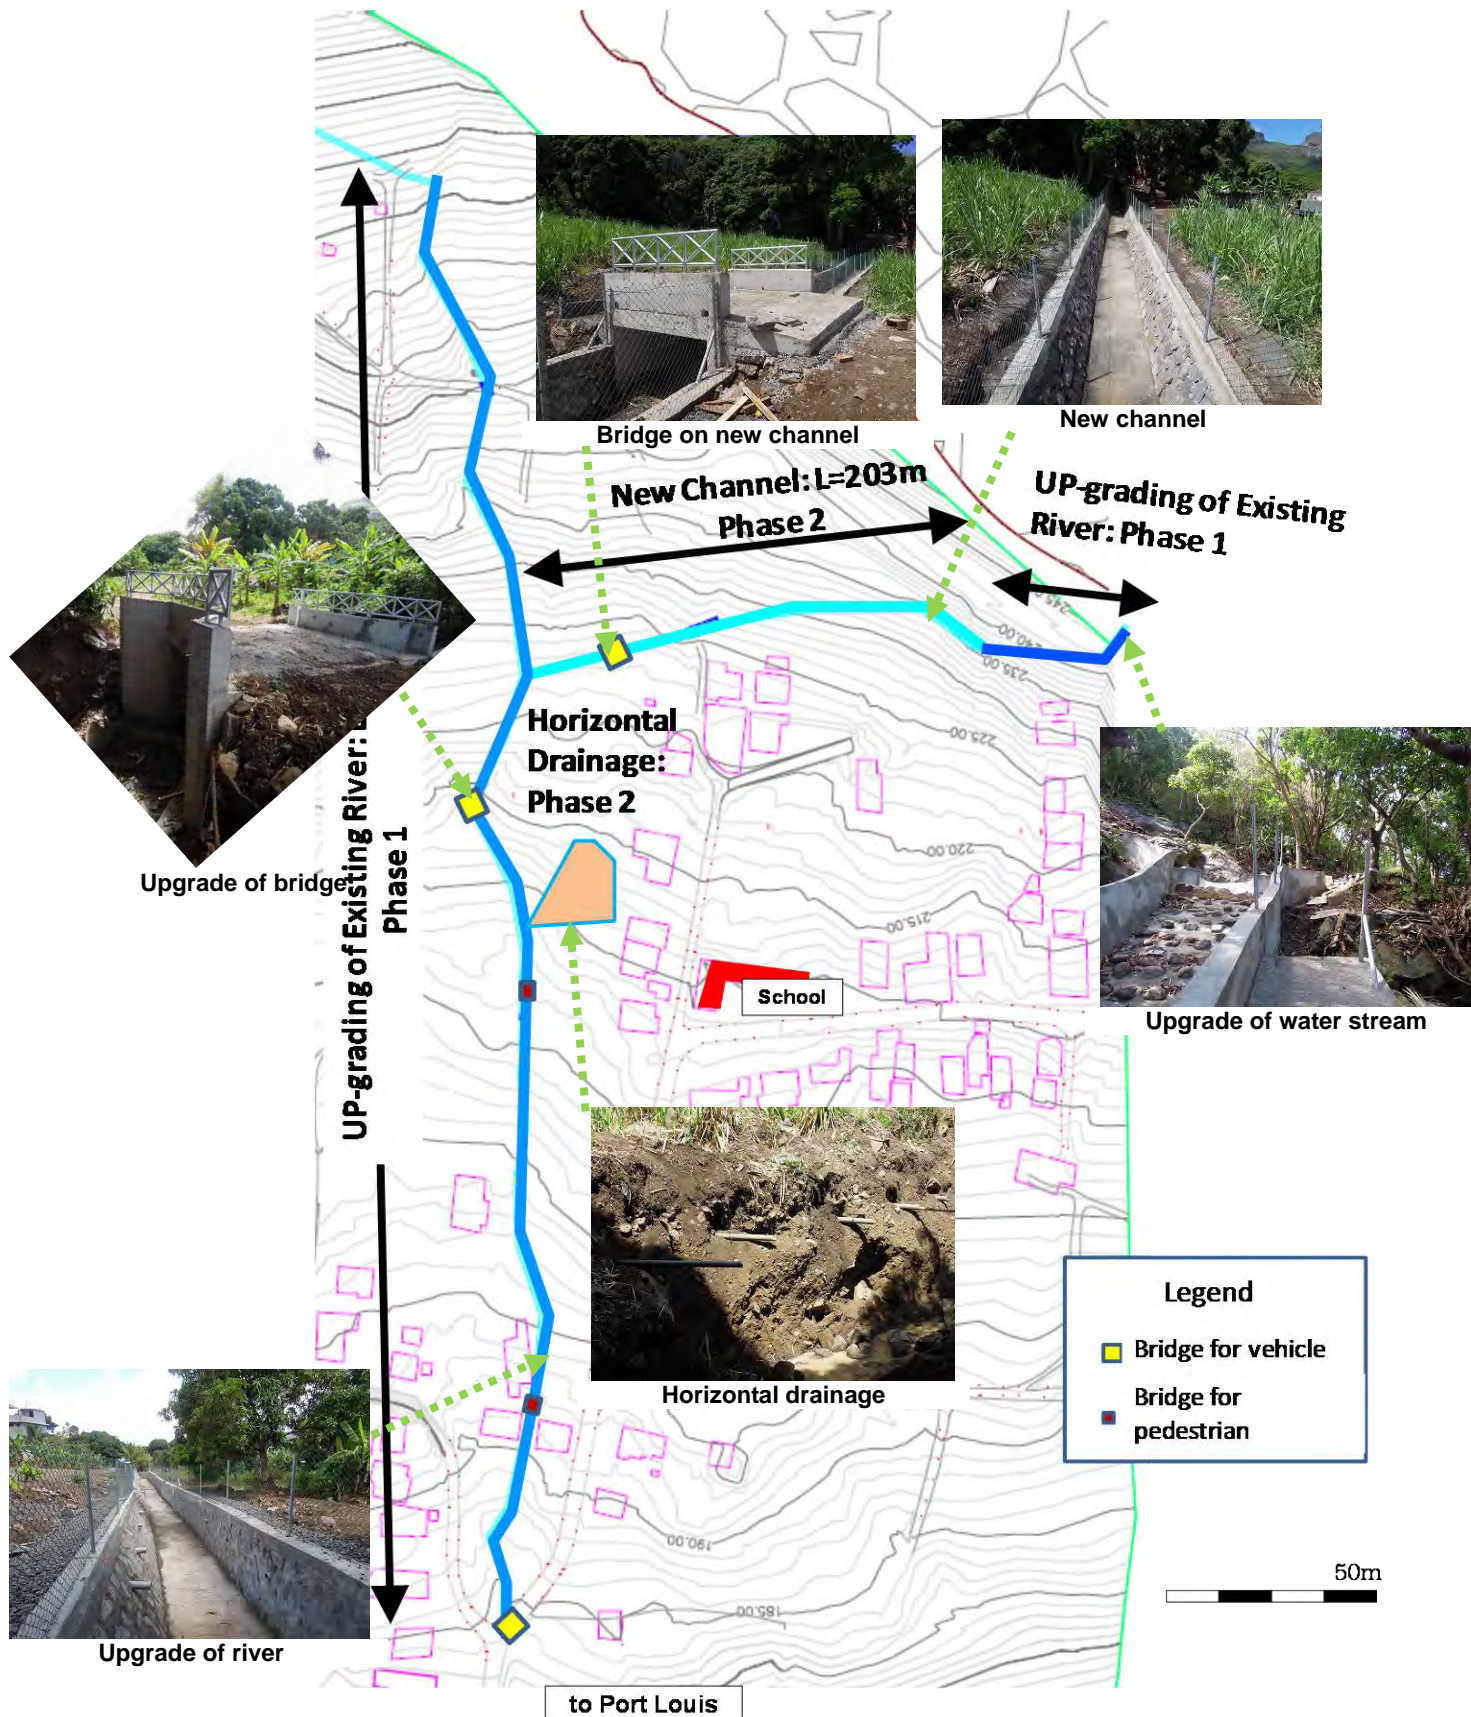 Bridge on new channel
New channel
New Channel: L=203m
Phase 2
UP-grading of Existing
River: Phase 1
245.00
240.00
235.00
225.00
220.00
215.00
190.00
185.00
Horizontal
Drainage:
Phase 2
UP-grading of Existing River:
Phase 1
Upgrade of bridge
School
Upgrade of water stream
Horizontal drainage
Legend
Bridge for vehicle
Bridge for
pedestrian
Upgrade of river
50m
to Port Louis